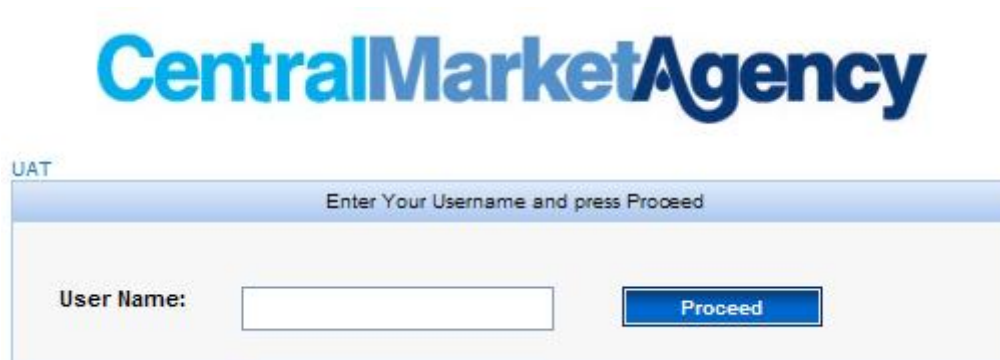 CentralMarketAgency
UAT
Enter Your Username and press Proceed
User Name:
Proceed